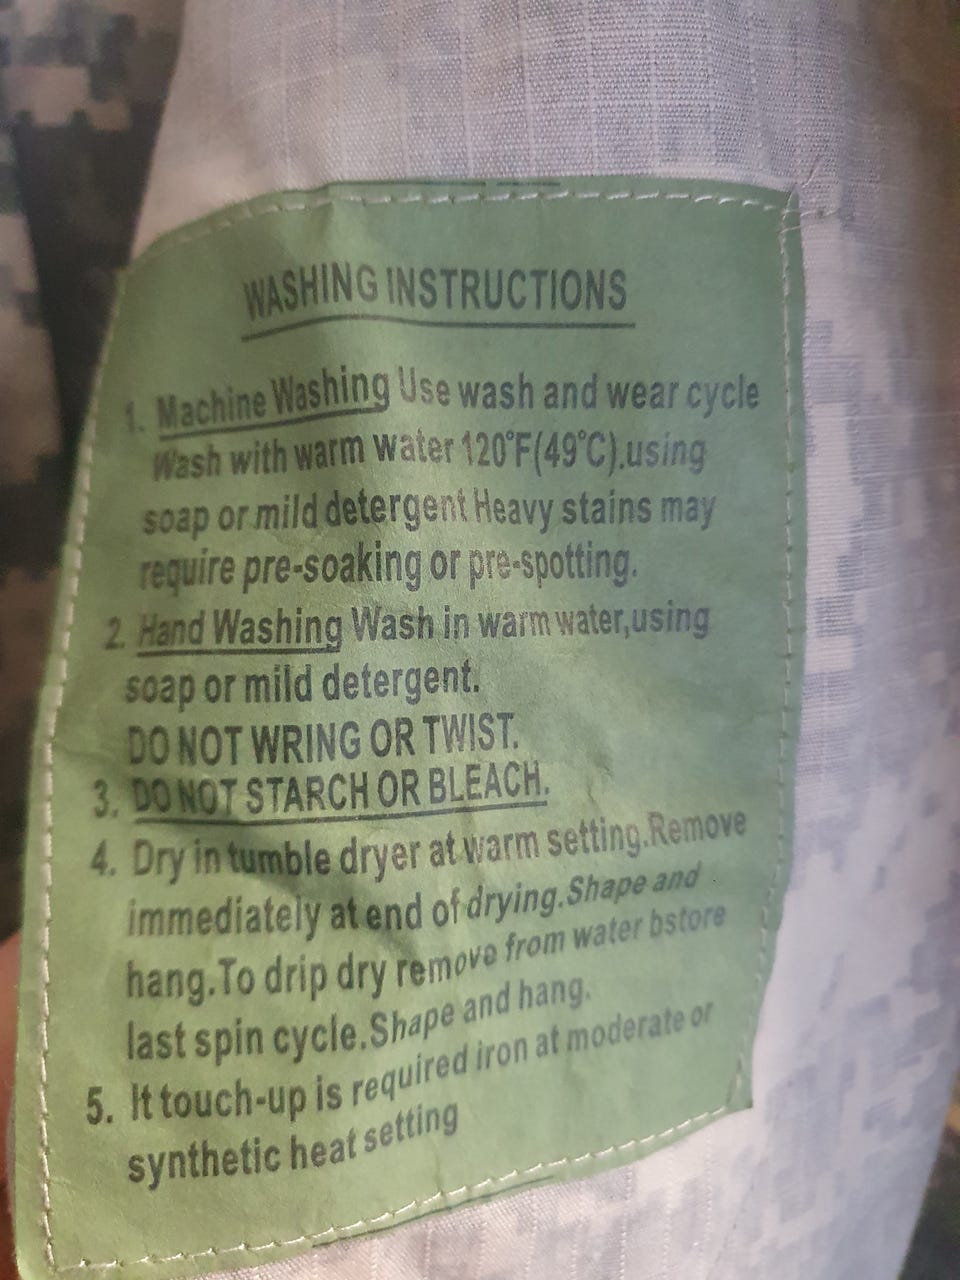 WASHING INSTRUCTIONS
1. Machine Washing Use wash and wear cycle
Wash with warm water 120°F(49°C).using
soap or mild detergent Heavy stains may
require pre-soaking or pre-spotting.
2. Hand Washing Wash in warm water,using
soap or mild detergent.
DO NOT WRING OR TWIST.
3. DO NOT STARCH OR BLEACH.
4. Dry in tumble dryer at warm setting.Remove
immediately at end of drying.Shape and
hang.To drip dry remove from water bstore
last spin cycle.Shape and hang.
5. It touch-up is required iron at moderate or
synthetic heat setting